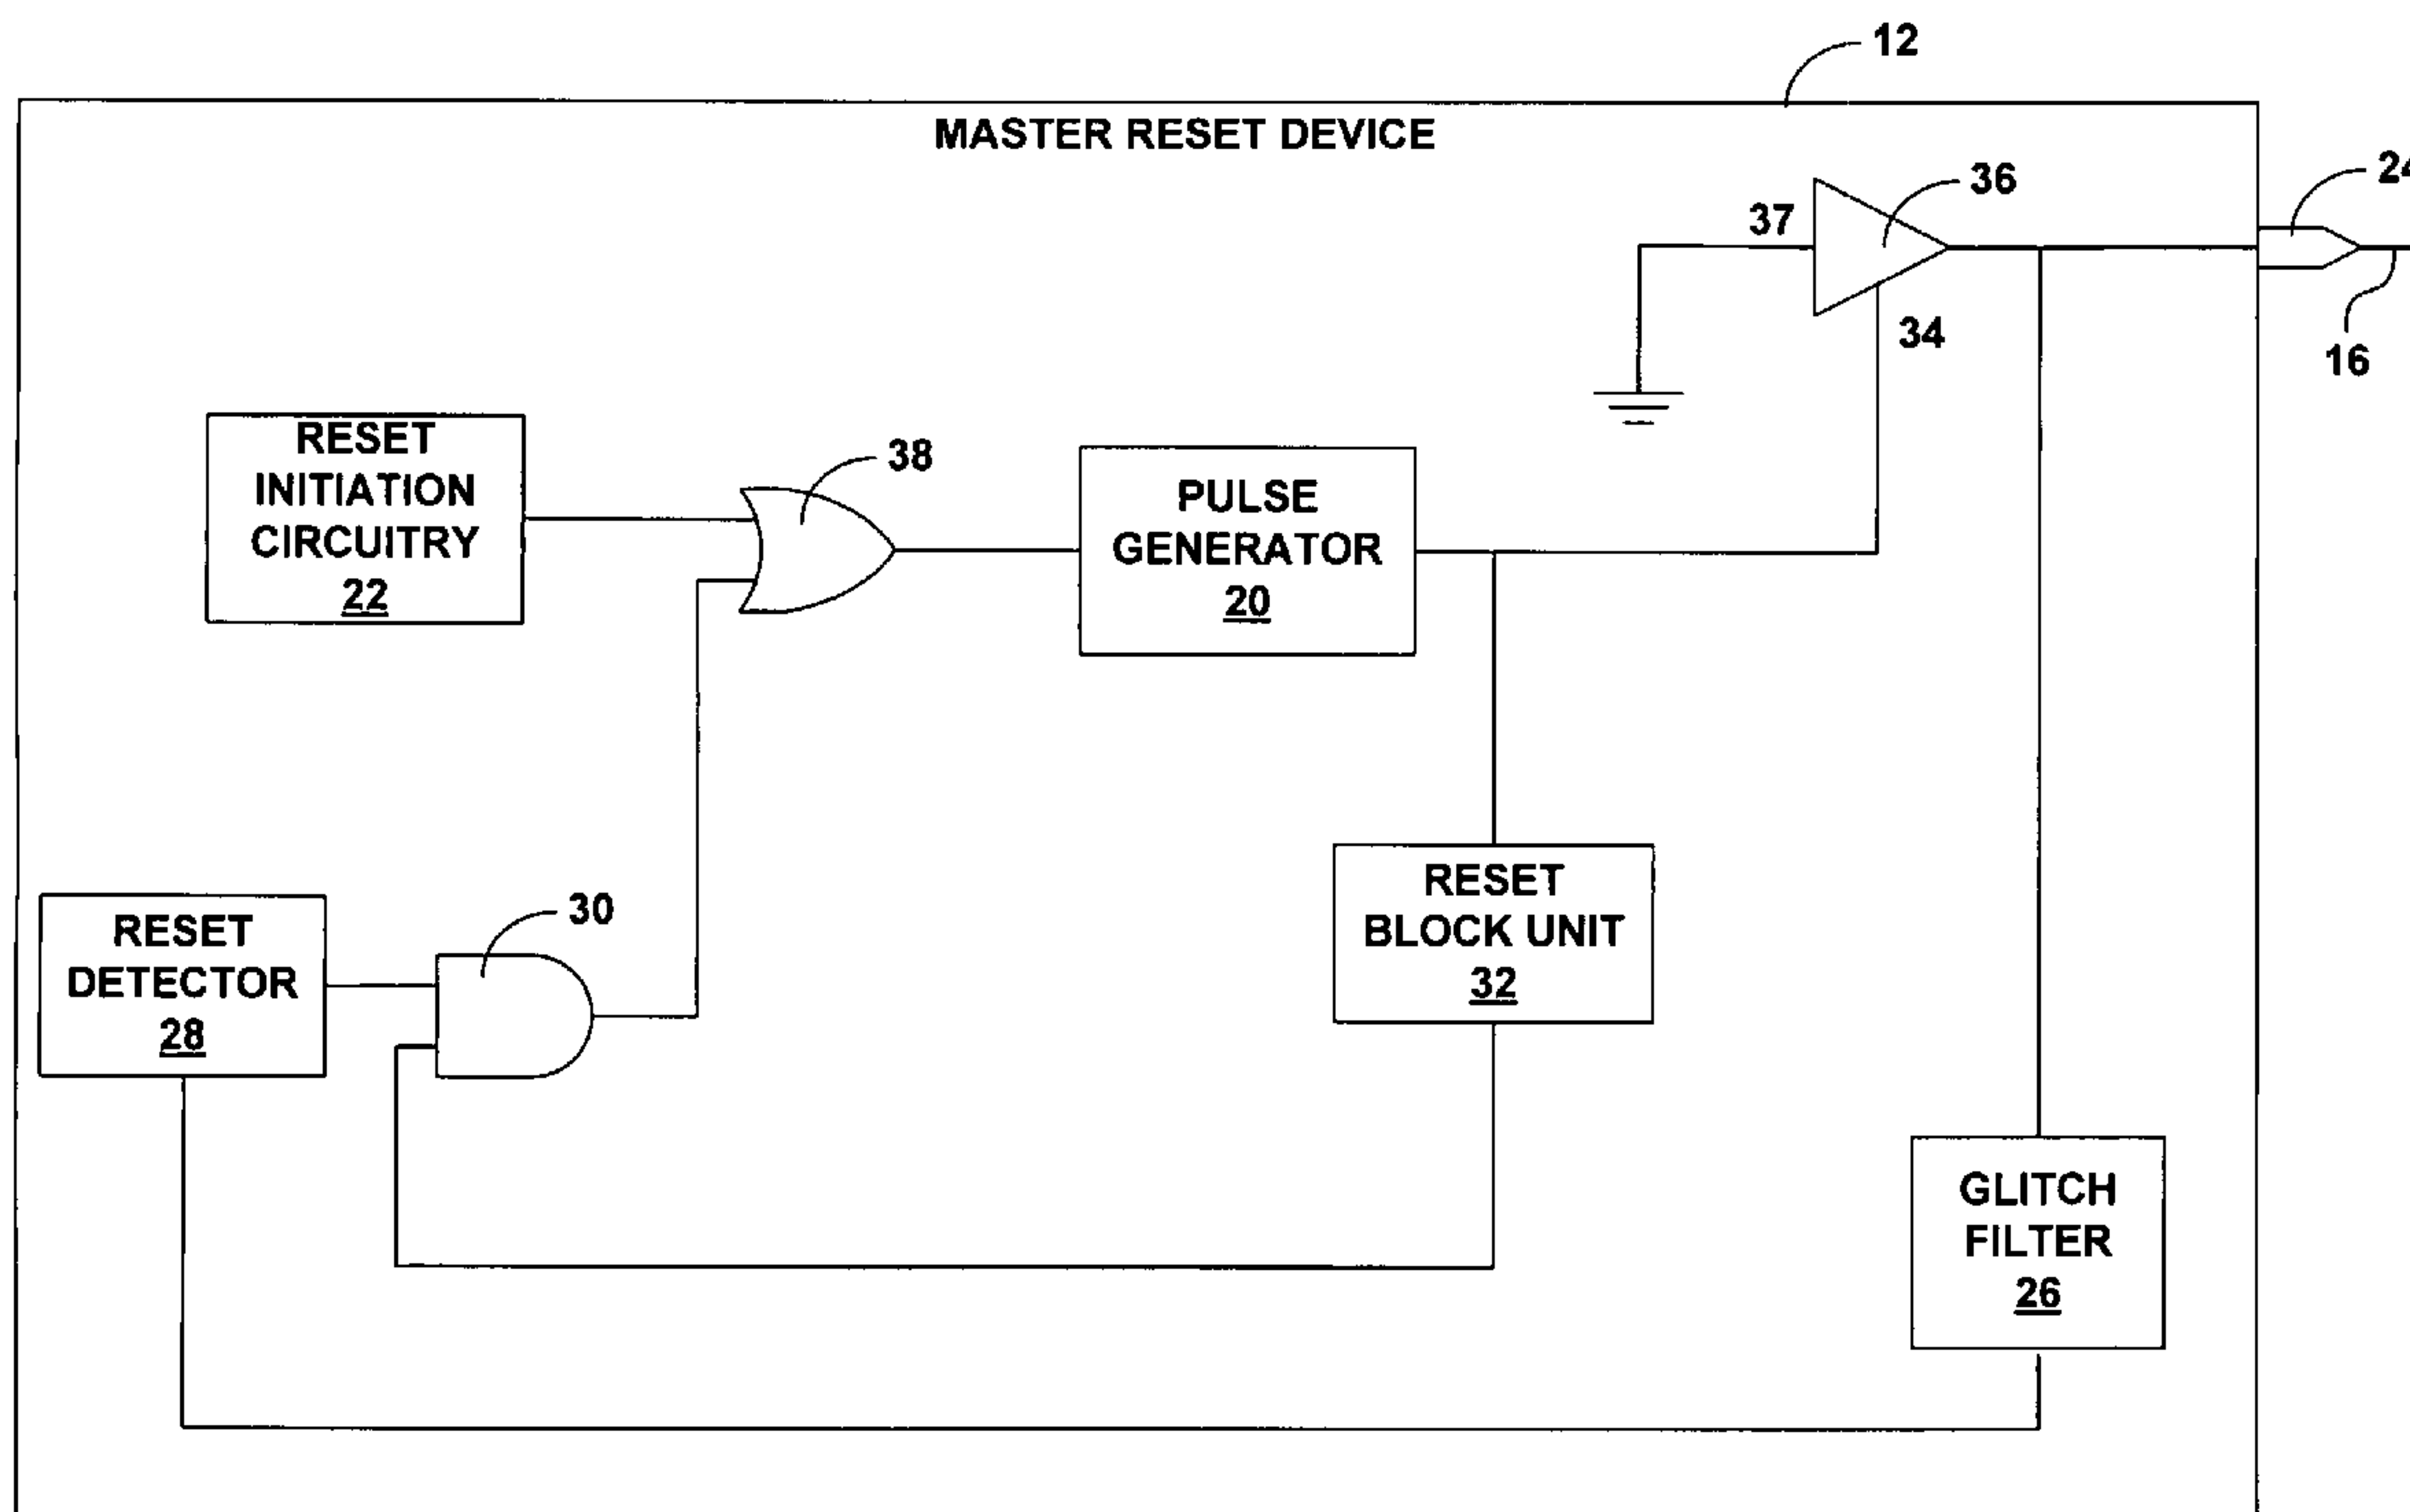 12
MASTER RESET DEVICE
24
36
37
34
16
RESET
INITIATION
CIRCUITRY
22
38
PULSE
GENERATOR
20
RESET
BLOCK UNIT
32
RESET
DETECTOR
28
30
GLITCH
FILTER
26